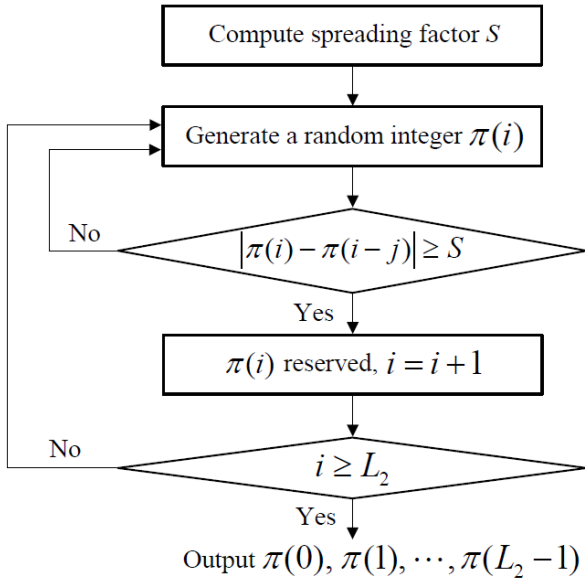 Compute spreading factor S
Generate a random integer π(i)
No
|π(i) − π(i − j)| ≥ S
Yes
π(i) reserved, i = i + 1
No
i ≥ L₂
Yes
Output π(0), π(1), ⋯, π(L₂ − 1)